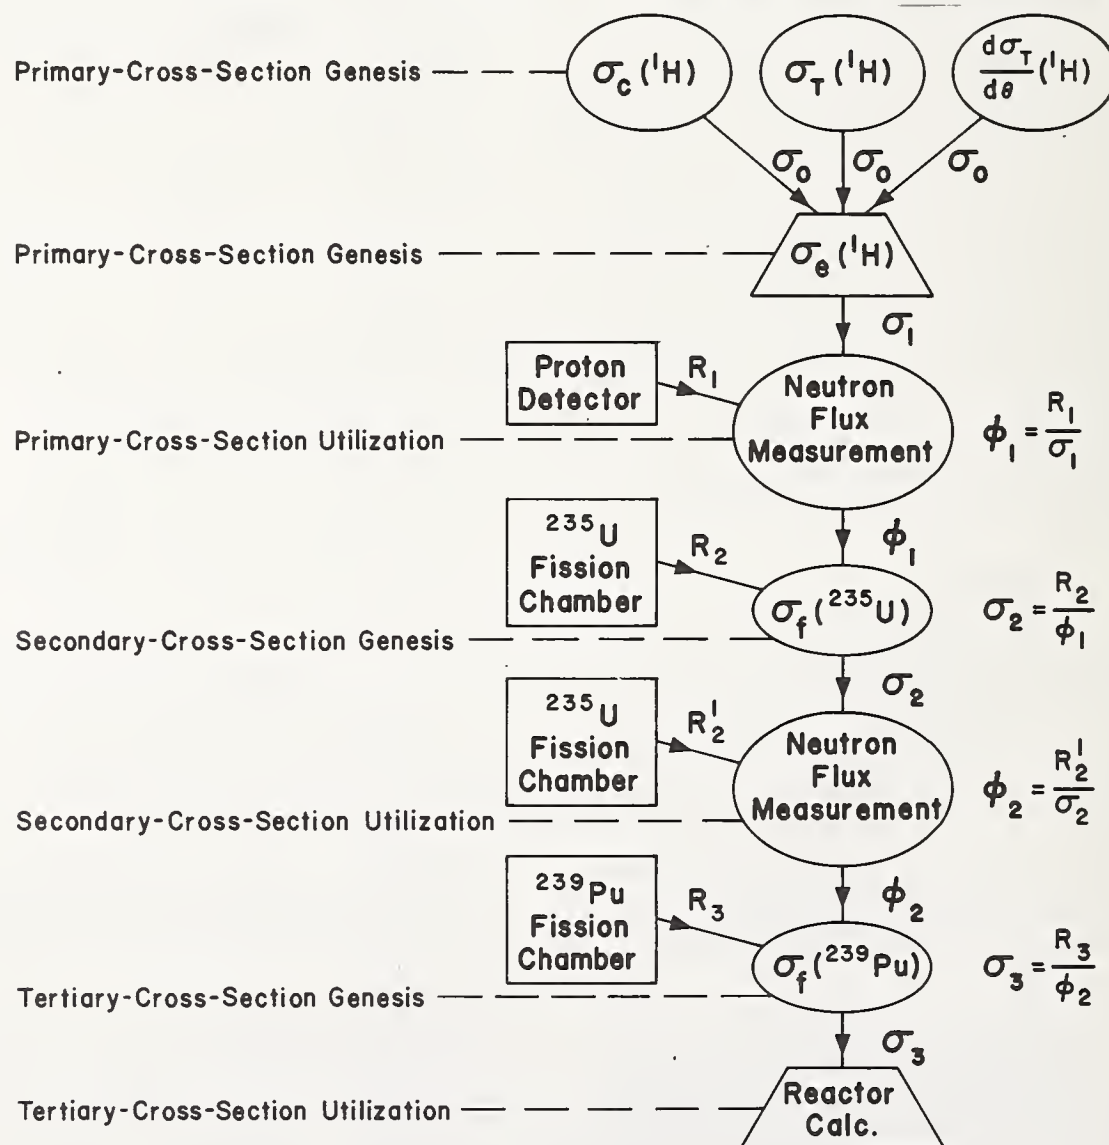 Primary-Cross-Section Genesis
σc(¹H)
σT(¹H)
dσT/dθ(¹H)
σ₀
σ₀
σ₀
Primary-Cross-Section Genesis
σe(¹H)
σ₁
Proton
Detector
R₁
Neutron
Flux
Measurement
Primary-Cross-Section Utilization
ϕ₁ = R₁/σ₁
ϕ₁
²³⁵U
Fission
Chamber
R₂
σf(²³⁵U)
σ₂ = R₂/ϕ₁
Secondary-Cross-Section Genesis
σ₂
²³⁵U
Fission
Chamber
R₂'
Neutron
Flux
Measurement
ϕ₂ = R₂'/σ₂
Secondary-Cross-Section Utilization
ϕ₂
²³⁹Pu
Fission
Chamber
R₃
σf(²³⁹Pu)
σ₃ = R₃/ϕ₂
Tertiary-Cross-Section Genesis
σ₃
Tertiary-Cross-Section Utilization
Reactor
Calc.